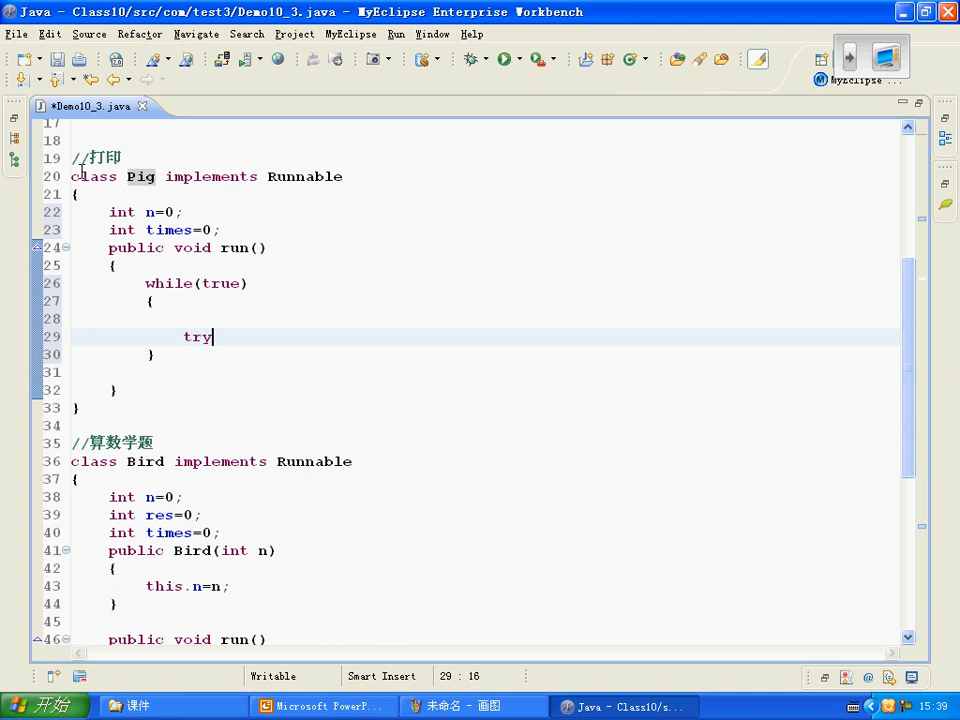 Java - Class10/src/com/test3/Demo10_3.java - MyEclipse Enterprise Workbench
File Edit Source Refactor Navigate Search Project MyEclipse Run Window Help
MyEclipse ...
*Demo10_3.java
17
18
19 //打印
20 class Pig implements Runnable
21 {
22 int n=0;
23 int times=0;
24 public void run()
25 {
26 while(true)
27 {
28
29 try
30 }
31
32 }
33 }
34
35 //算数学题
36 class Bird implements Runnable
37 {
38 int n=0;
39 int res=0;
40 int times=0;
41 public Bird(int n)
42 {
43 this.n=n;
44 }
45
46 public void run()
Writable Smart Insert 29 : 16
开始 课件 Microsoft PowerP... 未命名 - 画图 Java - Class10/s... 15:39